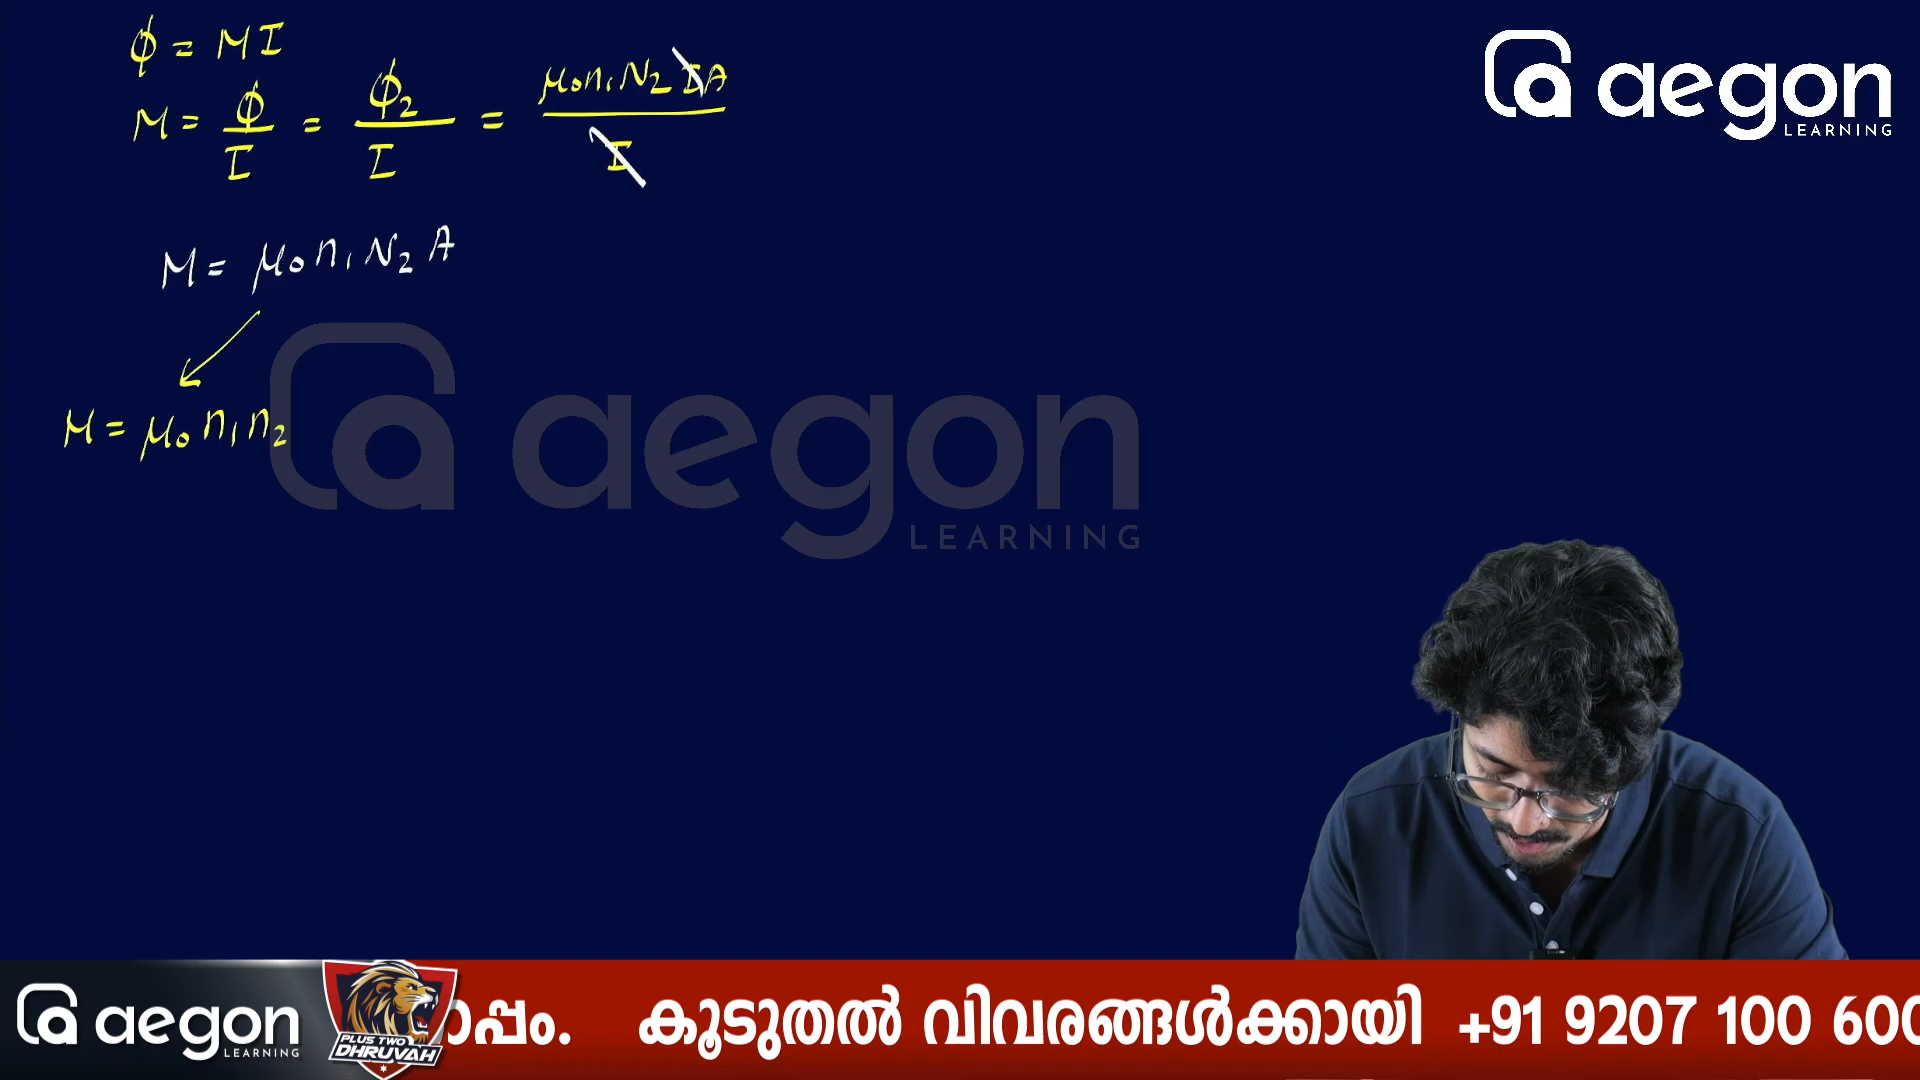 φ = MI
M = φ/I = φ₂/I = μ₀n₁N₂IA/I
M = μ₀n₁N₂A
M = μ₀n₁n₂
aegon
LEARNING
aegon
LEARNING
aegon
LEARNING
PLUS TWO
DHRUVAH
കൂടുതൽ വിവരങ്ങൾക്കായി +91 9207 100 600